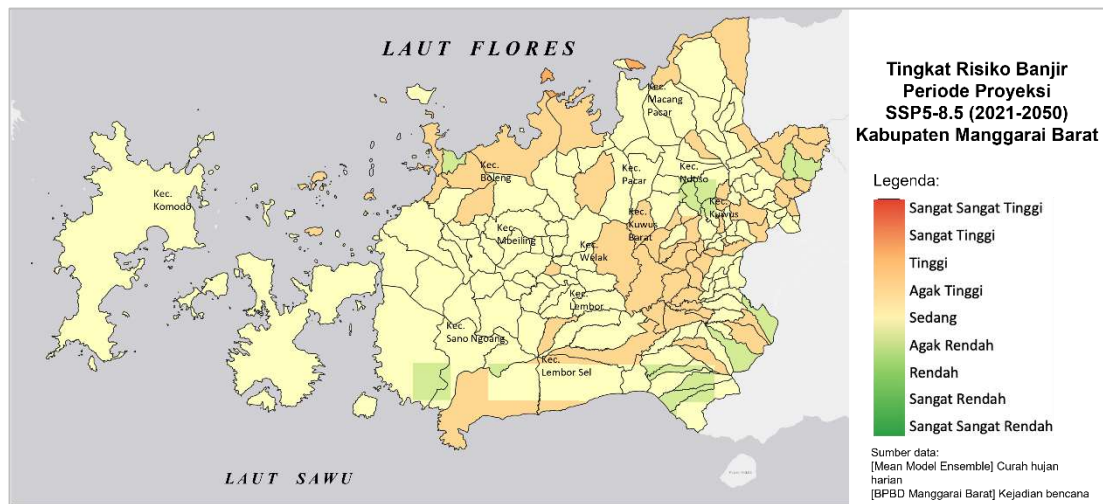 LAUT FLORES
Kec.
Macang
Pacar
Kec.
Boleng
Kec.
Pacar
Kec.
Ndoso
Kec.
Komodo
Kec.
Kuwus
Kec.
Kuwus
Barat
Kec.
Mbeiling
Kec.
Welak
Kec.
Lembor
Kec.
Sano Ngoang
Kec.
Lembor Sel
LAUT SAWU
Tingkat Risiko Banjir
Periode Proyeksi
SSP5-8.5 (2021-2050)
Kabupaten Manggarai Barat
Legenda:
Sangat Sangat Tinggi
Sangat Tinggi
Tinggi
Agak Tinggi
Sedang
Agak Rendah
Rendah
Sangat Rendah
Sangat Sangat Rendah
Sumber data:
[Mean Model Ensemble] Curah hujan
harian
[BPBD Manggarai Barat] Kejadian bencana